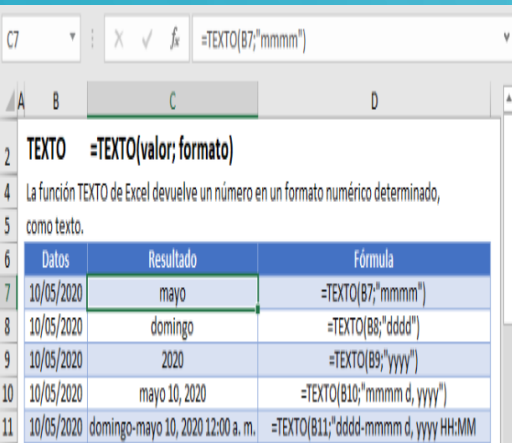 C7 fx =TEXTO(B7;"mmmm")
A B C D
2 TEXTO =TEXTO(valor; formato)
4 La función TEXTO de Excel devuelve un número en un formato numérico determinado,
5 como texto.
6 Datos Resultado Fórmula
7 10/05/2020 mayo =TEXTO(B7;"mmmm")
8 10/05/2020 domingo =TEXTO(B8;"dddd")
9 10/05/2020 2020 =TEXTO(B9;"yyyy")
10 10/05/2020 mayo 10, 2020 =TEXTO(B10;"mmmm d, yyyy")
11 10/05/2020 domingo-mayo 10, 2020 12:00 a. m. =TEXTO(B11;"dddd-mmmm d, yyyy HH:MM